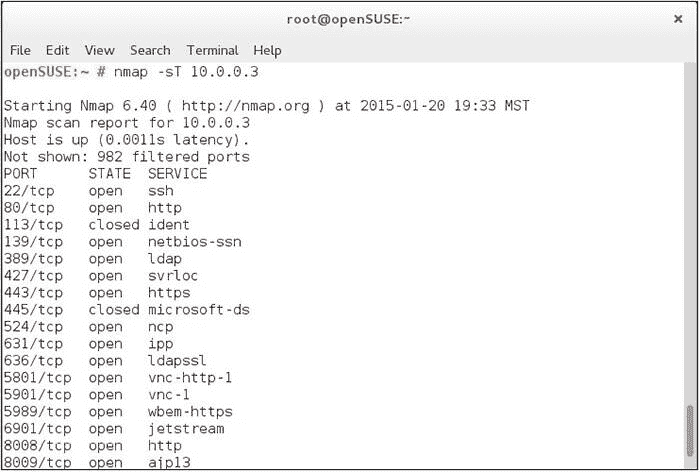 root@openSUSE:~ ×
File Edit View Search Terminal Help
openSUSE:~ # nmap -sT 10.0.0.3
Starting Nmap 6.40 ( http://nmap.org ) at 2015-01-20 19:33 MST
Nmap scan report for 10.0.0.3
Host is up (0.0011s latency).
Not shown: 982 filtered ports
PORT STATE SERVICE
22/tcp open ssh
80/tcp open http
113/tcp closed ident
139/tcp open netbios-ssn
389/tcp open ldap
427/tcp open svrloc
443/tcp open https
445/tcp closed microsoft-ds
524/tcp open ncp
631/tcp open ipp
636/tcp open ldapssl
5801/tcp open vnc-http-1
5901/tcp open vnc-1
5989/tcp open wbem-https
6901/tcp open jetstream
8008/tcp open http
8009/tcp open ajp13